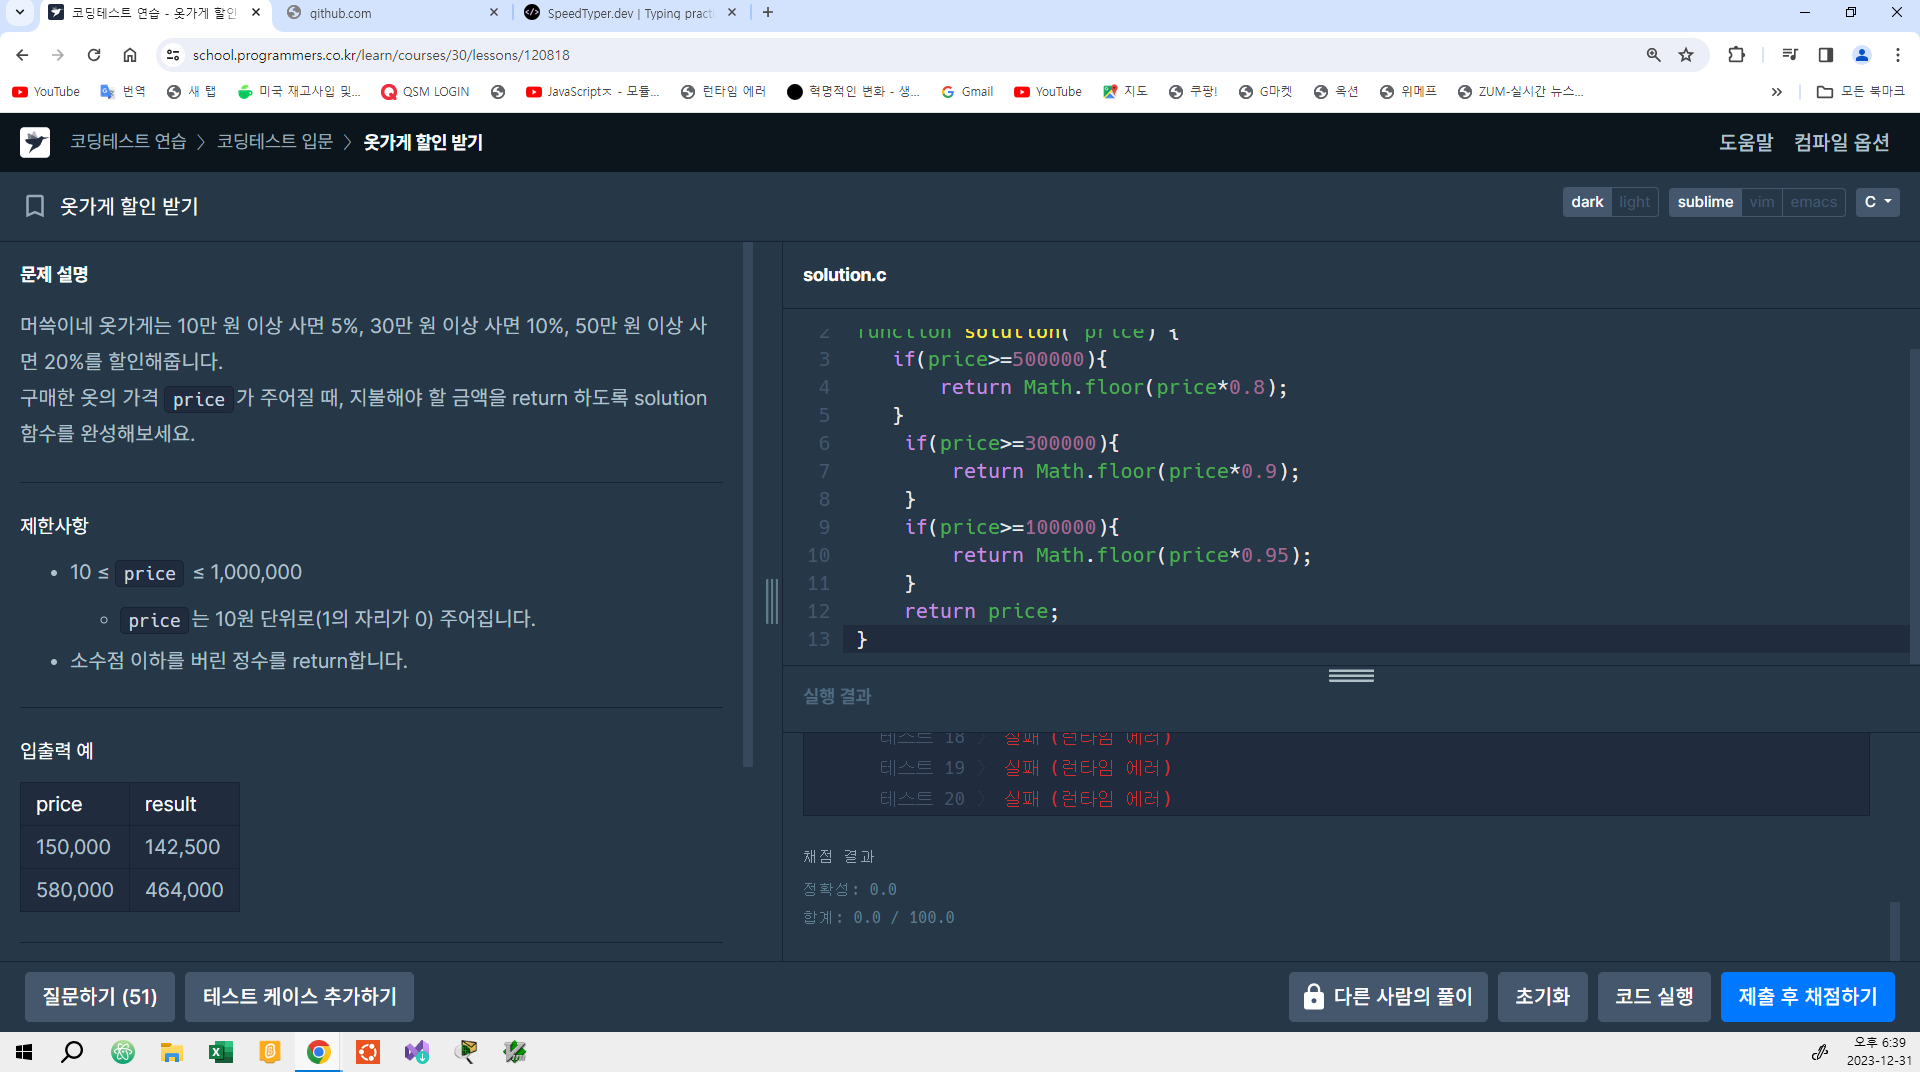 코딩테스트 연습 - 옷가게 할인
github.com
SpeedTyper.dev | Typing practi
school.programmers.co.kr/learn/courses/30/lessons/120818
YouTube 번역 새 탭 미국 재고사입 및... QSM LOGIN JavaScriptㅈ - 모듈... 런타임 에러 혁명적인 변화 - 생... Gmail YouTube 지도 쿠팡! G마켓 옥션 위메프 ZUM-실시간 뉴스... » 모든 북마크
코딩테스트 연습 > 코딩테스트 입문 > 옷가게 할인 받기
도움말 컴파일 옵션
옷가게 할인 받기
dark light sublime vim emacs C
문제 설명
머쓱이네 옷가게는 10만 원 이상 사면 5%, 30만 원 이상 사면 10%, 50만 원 이상 사
면 20%를 할인해줍니다.
구매한 옷의 가격 price 가 주어질 때, 지불해야 할 금액을 return 하도록 solution
함수를 완성해보세요.
제한사항
• 10 ≤ price ≤ 1,000,000
◦ price 는 10원 단위로(1의 자리가 0) 주어집니다.
• 소수점 이하를 버린 정수를 return합니다.
입출력 예
price result
150,000 142,500
580,000 464,000
solution.c
2 function solution( price) {
3 if(price>=500000){
4 return Math.floor(price*0.8);
5 }
6 if(price>=300000){
7 return Math.floor(price*0.9);
8 }
9 if(price>=100000){
10 return Math.floor(price*0.95);
11 }
12 return price;
13 }
실행 결과
테스트 18 〉 실패 (런타임 에러)
테스트 19 〉 실패 (런타임 에러)
테스트 20 〉 실패 (런타임 에러)
채점 결과
정확성: 0.0
합계: 0.0 / 100.0
질문하기 (51) 테스트 케이스 추가하기
다른 사람의 풀이 초기화 코드 실행 제출 후 채점하기
오후 6:39
2023-12-31